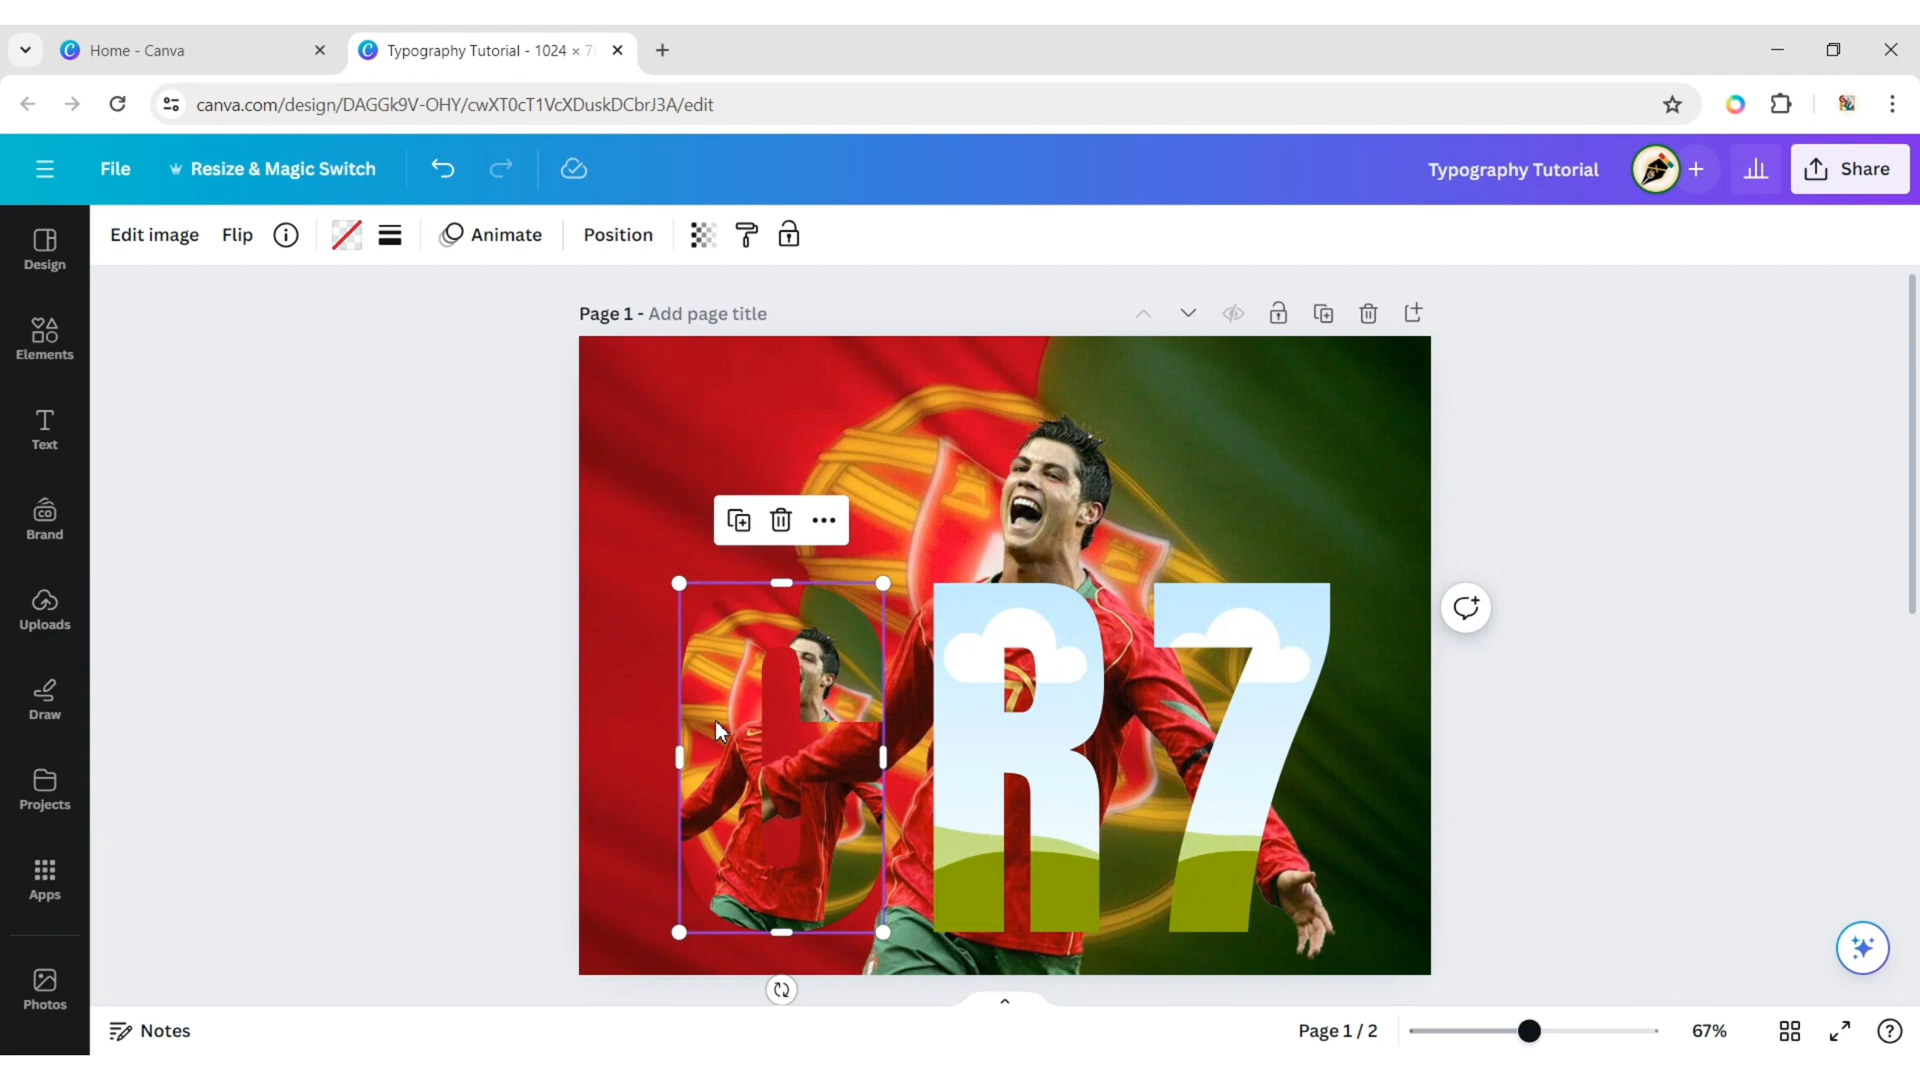 Home - Canva
Typography Tutorial - 1024 × 7
canva.com/design/DAGGk9V-OHY/cwXT0cT1VcXDuskDCbrJ3A/edit
File
Resize & Magic Switch
Typography Tutorial
Share
Edit image
Flip
Animate
Position
Design
Elements
Text
Brand
Uploads
Draw
Projects
Apps
Photos
Page 1 - Add page title
CR7
Notes
Page 1 / 2
67%